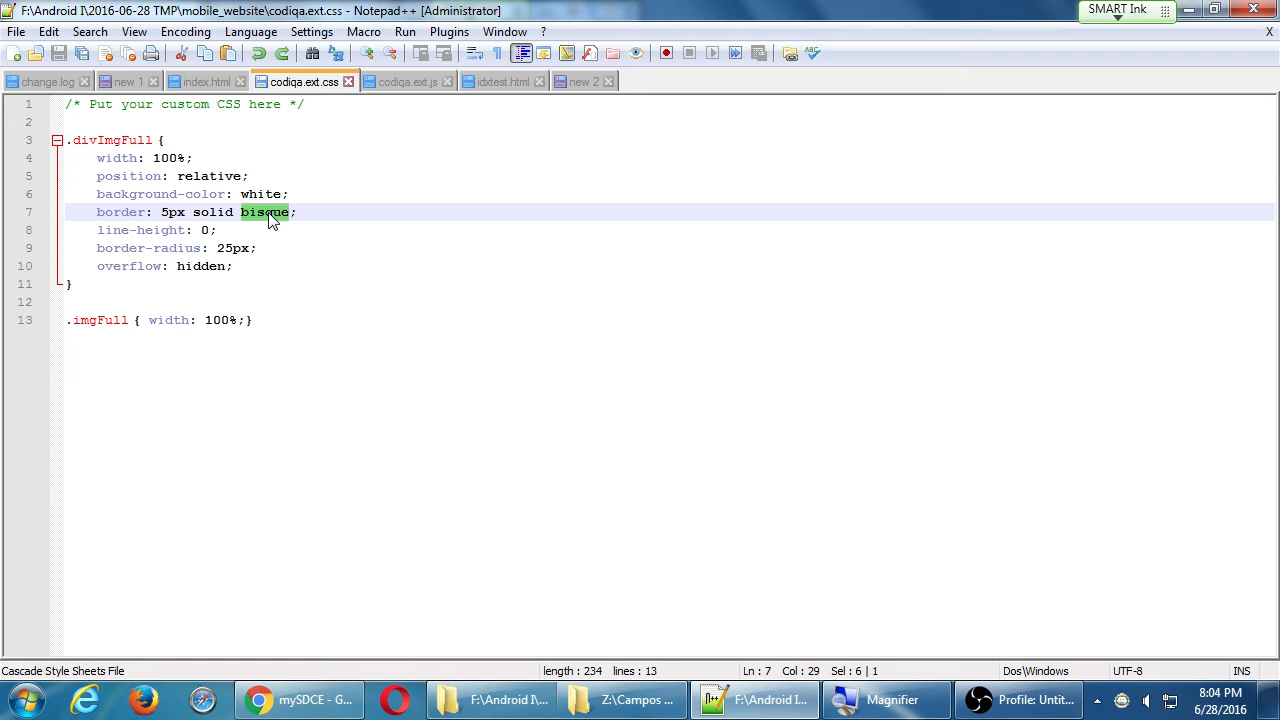 F:\Android I\2016-06-28 TMP\mobile_website\codiqa.ext.css - Notepad++ [Administrator]
SMART Ink
File Edit Search View Encoding Language Settings Macro Run Plugins Window ? X
change.log new 1 index.html codiqa.ext.css codiqa.ext.js idxtest.html new 2
1 /* Put your custom CSS here */
2
3 .divImgFull {
4 width: 100%;
5 position: relative;
6 background-color: white;
7 border: 5px solid bisque;
8 line-height: 0;
9 border-radius: 25px;
10 overflow: hidden;
11 }
12
13 .imgFull { width: 100%;}
Cascade Style Sheets File length : 234 lines : 13 Ln : 7 Col : 29 Sel : 6 | 1 Dos\Windows UTF-8 INS
mySDCE - G... F:\Android I\... Z:\Campos ... F:\Android I... Magnifier Profile: Untit... 8:04 PM
6/28/2016